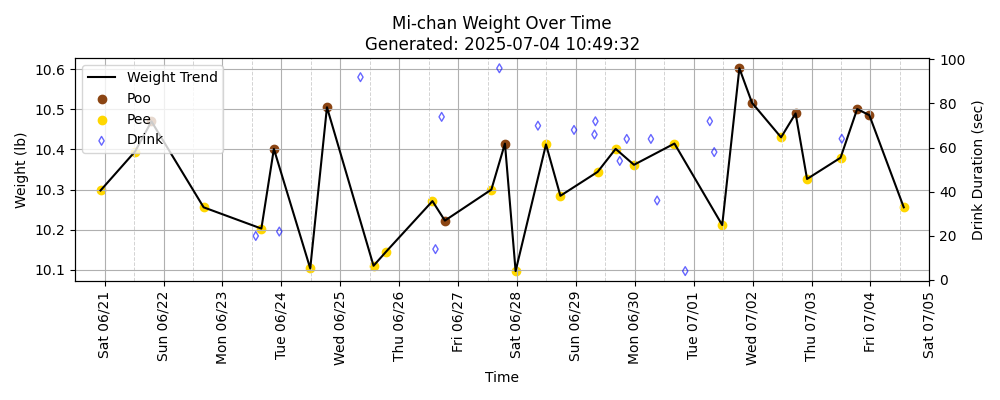 Mi-chan Weight Over Time
Generated: 2025-07-04 10:49:32
Weight (lb)
10.6
10.5
10.4
10.3
10.2
10.1
Weight Trend
Poo
Pee
Drink
100
80
60
40
20
0
Drink Duration (sec)
Sat 06/21
Sun 06/22
Mon 06/23
Tue 06/24
Wed 06/25
Thu 06/26
Fri 06/27
Sat 06/28
Sun 06/29
Mon 06/30
Tue 07/01
Wed 07/02
Thu 07/03
Fri 07/04
Sat 07/05
Time